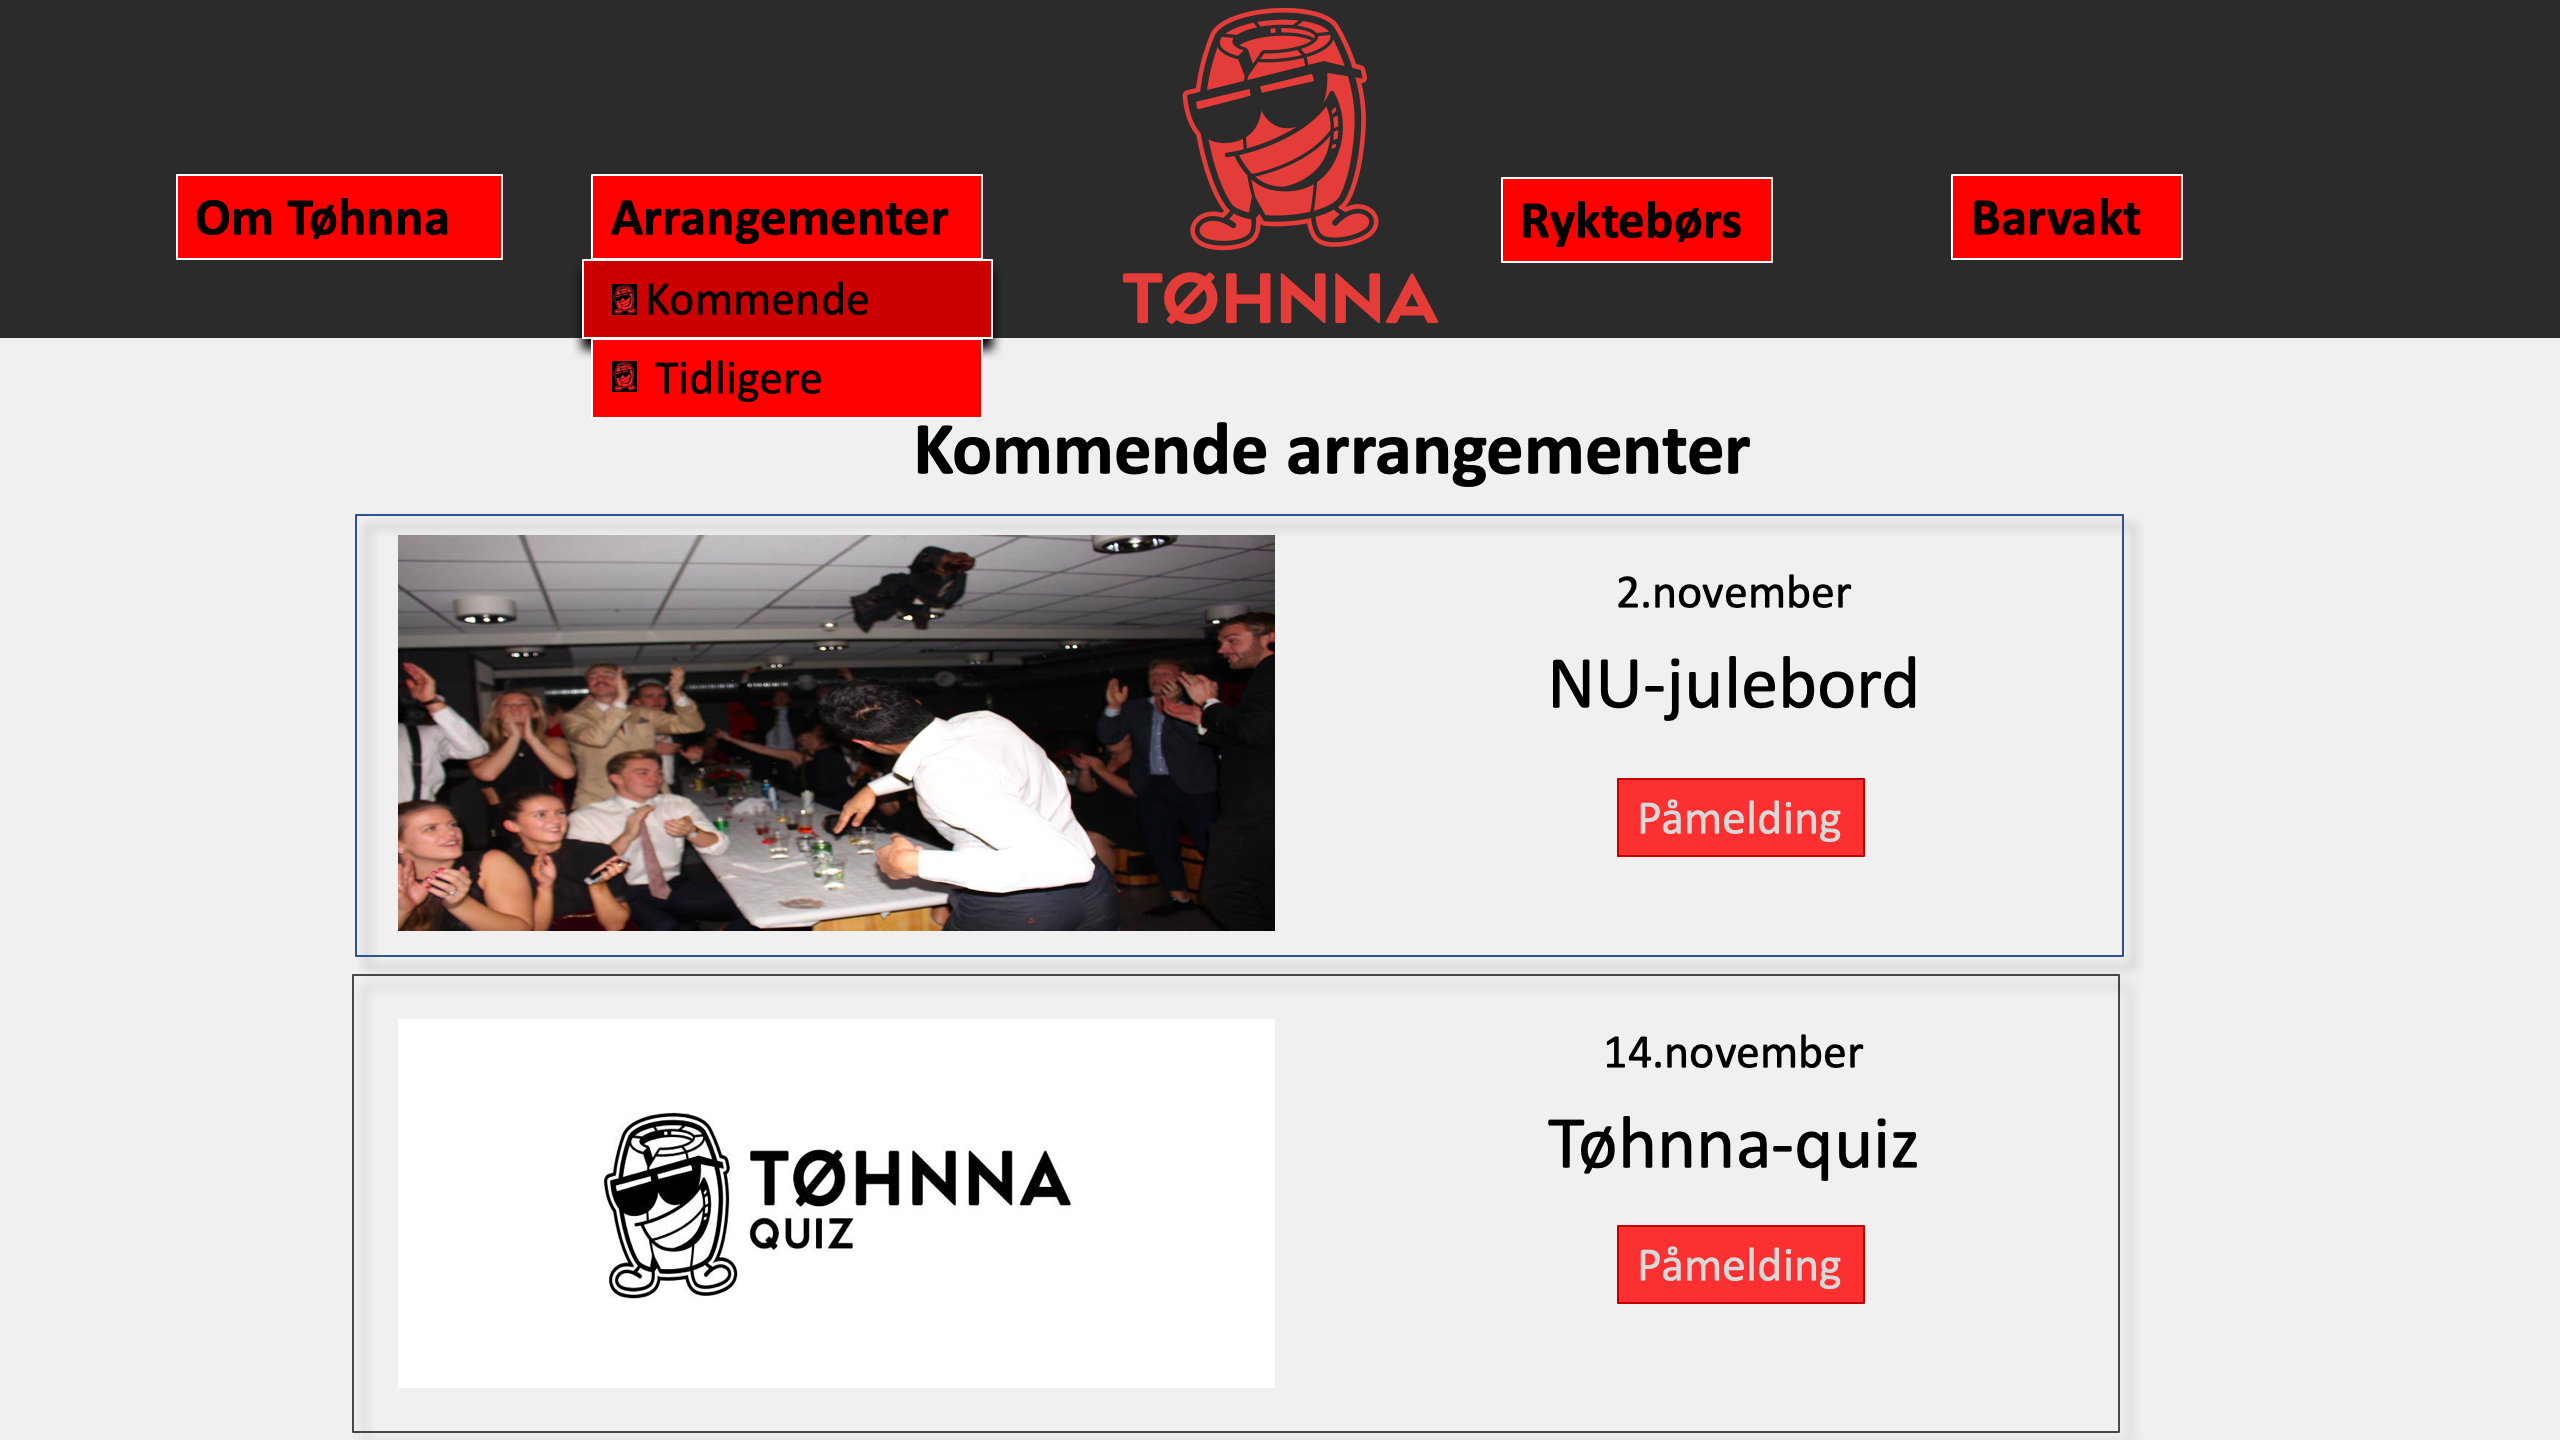 Om Tøhnna
Arrangementer
Kommende
Tidligere
TØHNNA
Ryktebørs
Barvakt
Kommende arrangementer
2.november
NU-julebord
Påmelding
TØHNNA
QUIZ
14.november
Tøhnna-quiz
Påmelding